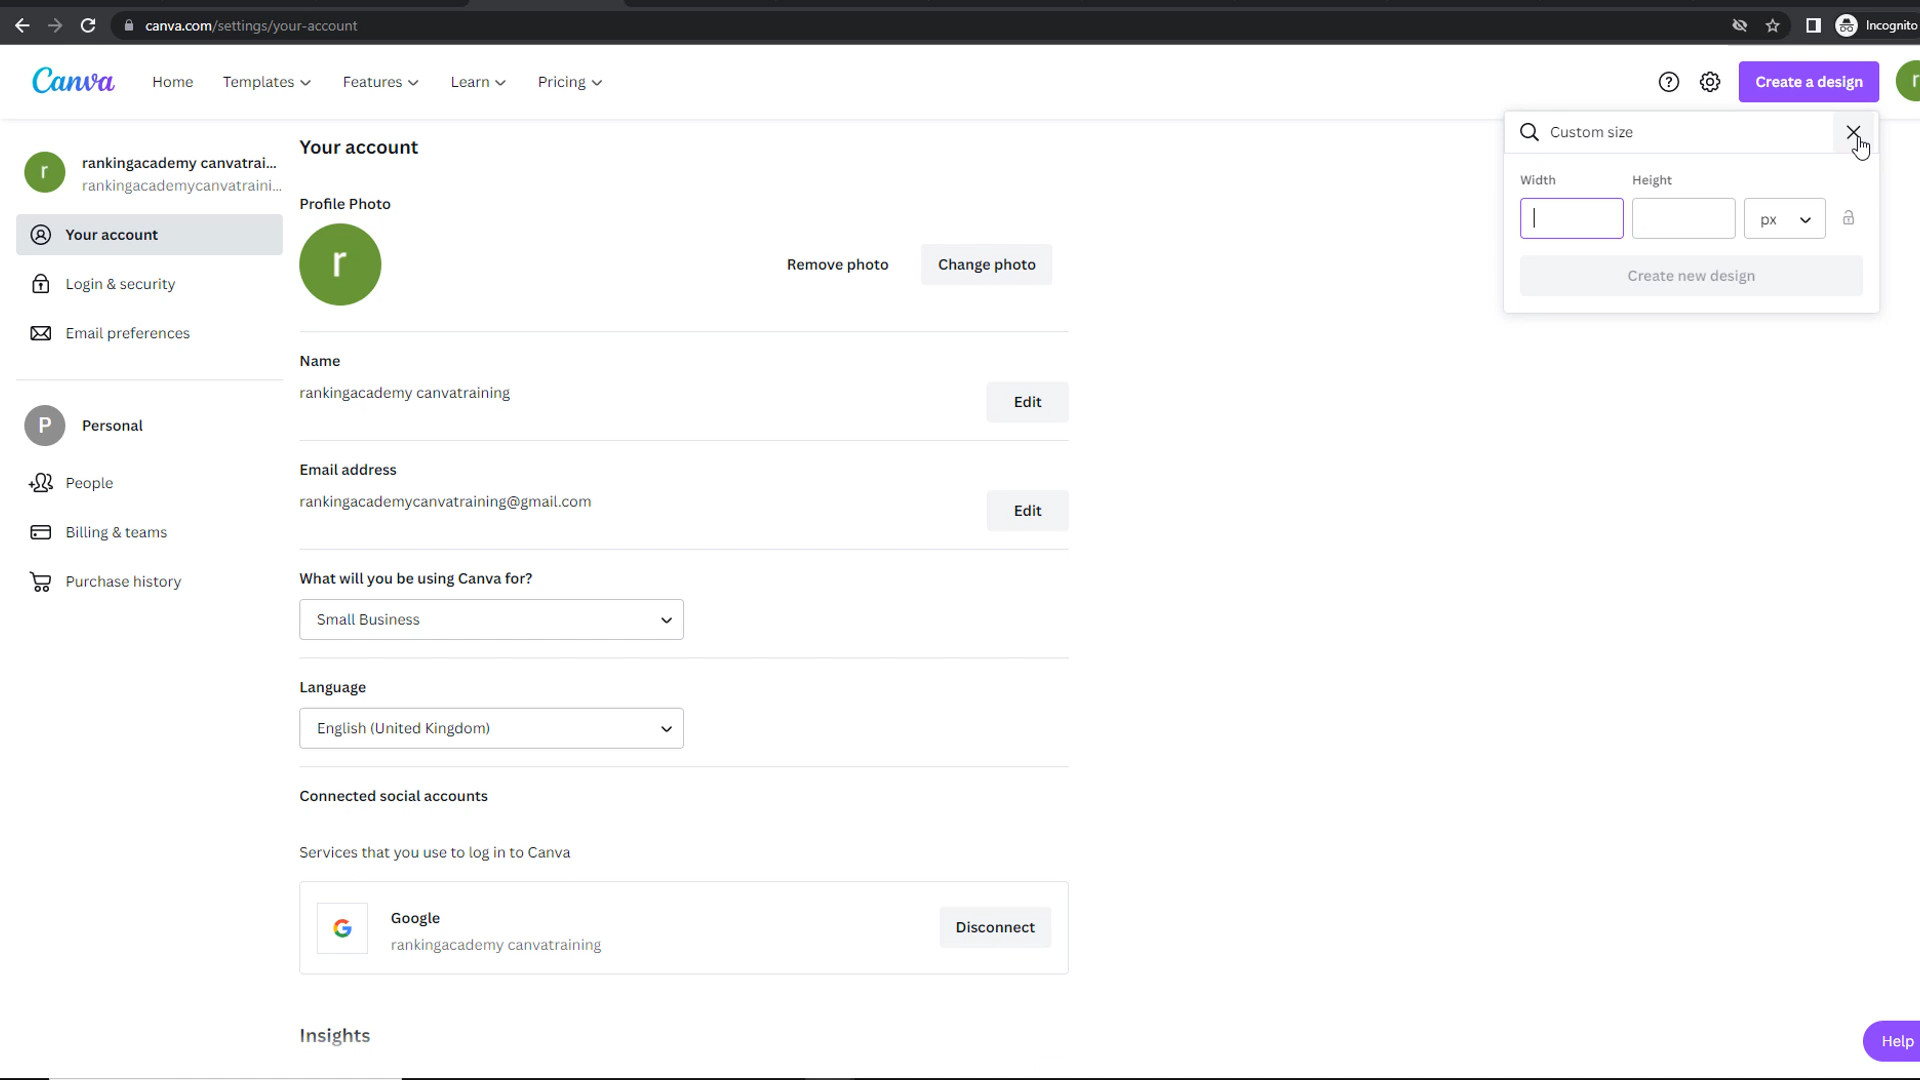 canva.com/settings/your-account
Incognito
Canva
Home
Templates
Features
Learn
Pricing
Create a design
r
Custom size
Width
Height
px
Create new design
r
rankingacademy canvatrai...
rankingacademycanvatraini...
Your account
Login & security
Email preferences
P
Personal
People
Billing & teams
Purchase history
Your account
Profile Photo
r
Remove photo
Change photo
Name
rankingacademy canvatraining
Edit
Email address
rankingacademycanvatraining@gmail.com
Edit
What will you be using Canva for?
Small Business
Language
English (United Kingdom)
Connected social accounts
Services that you use to log in to Canva
Google
rankingacademy canvatraining
Disconnect
Insights
Help